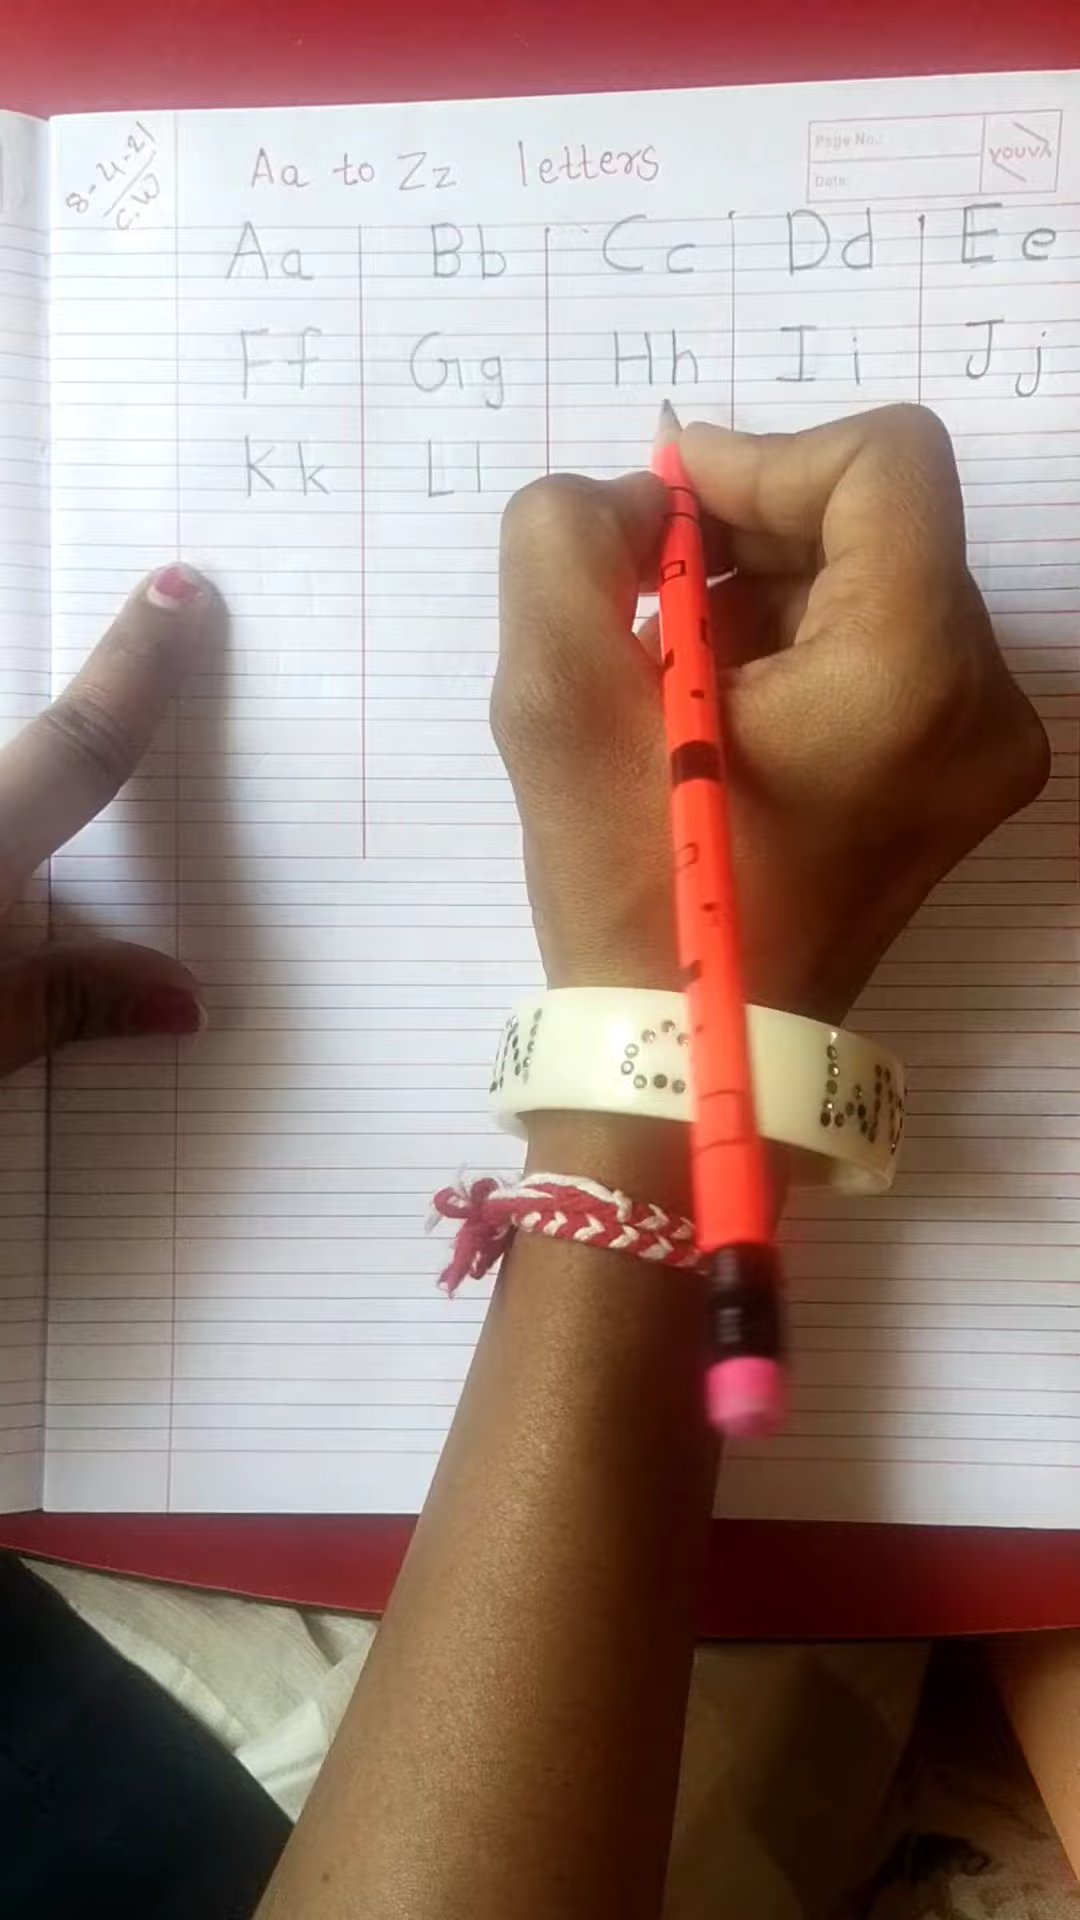 8-4-21
C.W
Aa to Zz letters
Page No.:
Date:
youva
Aa Bb Cc Dd Ee
Ff Gg Hh Ii Jj
Kk Ll